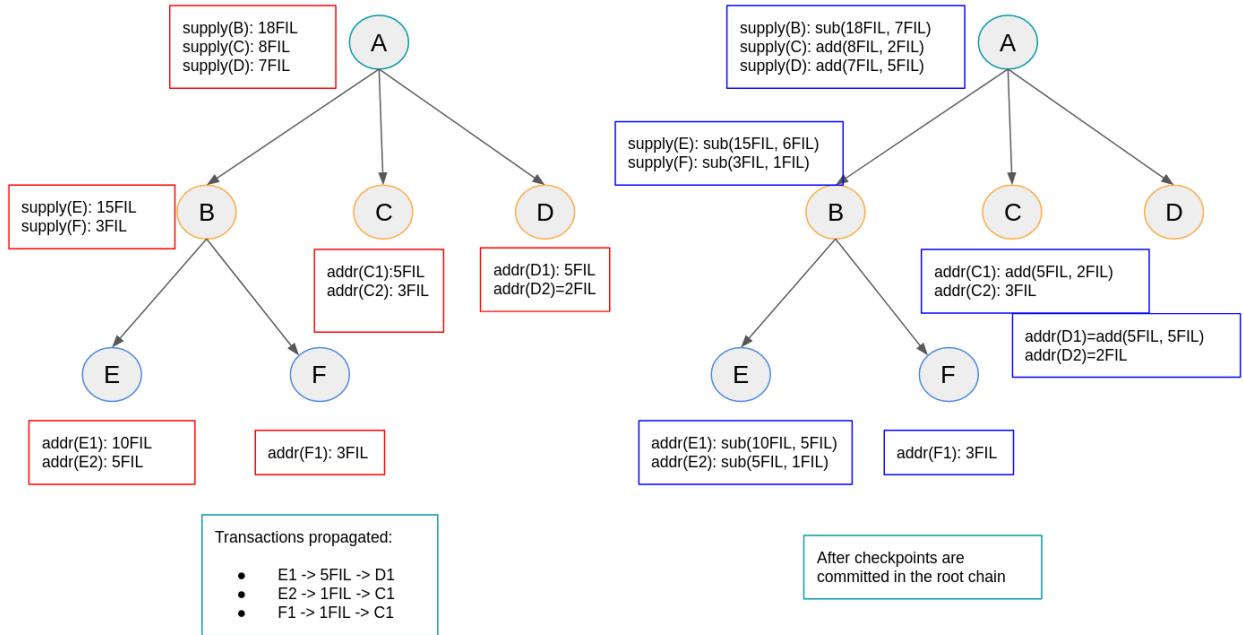 supply(B): 18FIL
supply(C): 8FIL
supply(D): 7FIL
A
supply(E): 15FIL
supply(F): 3FIL
B
C
D
addr(C1):5FIL
addr(C2): 3FIL
addr(D1): 5FIL
addr(D2)=2FIL
E
F
addr(E1): 10FIL
addr(E2): 5FIL
addr(F1): 3FIL
Transactions propagated:
● E1 -> 5FIL -> D1
● E2 -> 1FIL -> C1
● F1 -> 1FIL -> C1
supply(B): sub(18FIL, 7FIL)
supply(C): add(8FIL, 2FIL)
supply(D): add(7FIL, 5FIL)
A
supply(E): sub(15FIL, 6FIL)
supply(F): sub(3FIL, 1FIL)
B
C
D
addr(C1): add(5FIL, 2FIL)
addr(C2): 3FIL
addr(D1)=add(5FIL, 5FIL)
addr(D2)=2FIL
E
F
addr(E1): sub(10FIL, 5FIL)
addr(E2): sub(5FIL, 1FIL)
addr(F1): 3FIL
After checkpoints are
committed in the root chain